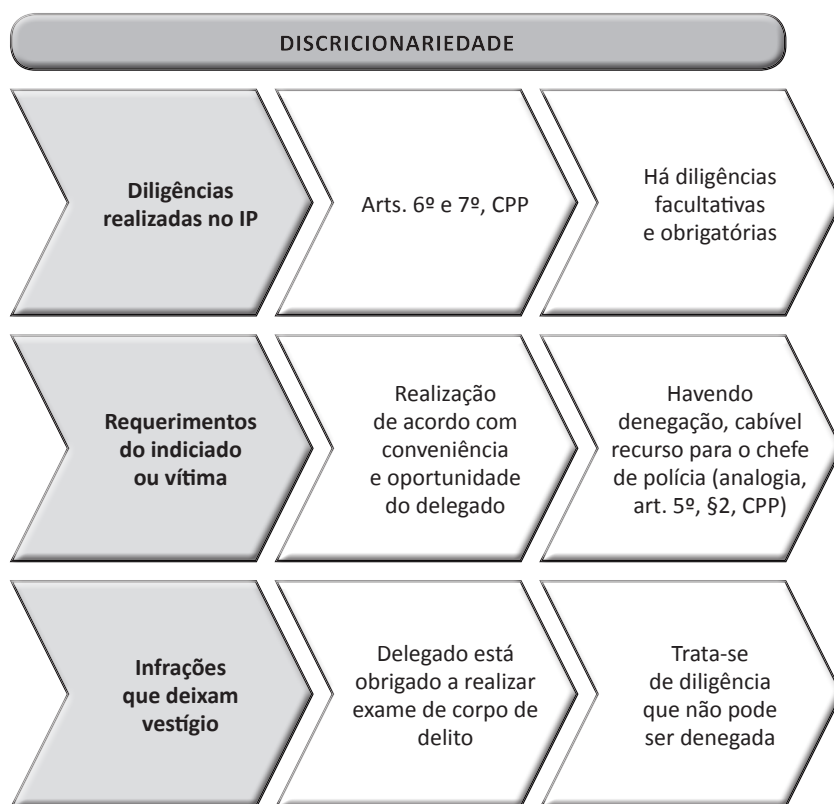 DISCRICIONARIEDADE
Diligências
realizadas no IP
Arts. 6º e 7º, CPP
Há diligências
facultativas
e obrigatórias
Requerimentos
do indiciado
ou vítima
Realização
de acordo com
conveniência
e oportunidade
do delegado
Havendo
denegação, cabível
recurso para o chefe
de polícia (analogia,
art. 5º, §2, CPP)
Infrações
que deixam
vestígio
Delegado está
obrigado a realizar
exame de corpo de
delito
Trata-se
de diligência
que não pode
ser denegada